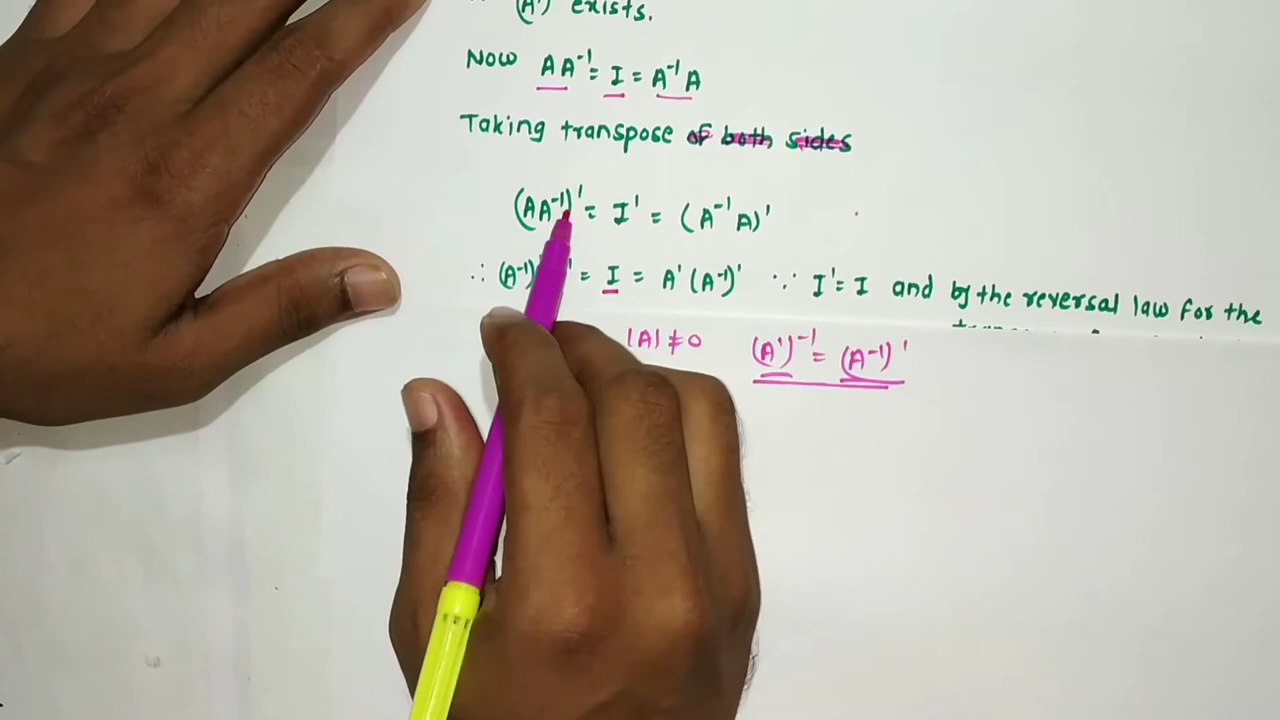 (A') exists.
Now AA⁻¹ = I = A⁻¹A
Taking transpose of both sides
(AA⁻¹)' = I' = (A⁻¹A)'
∴ (A⁻¹)' = I = A'(A⁻¹)' ∵ I' = I and by the reversal law for the
|A| ≠ 0 (A')⁻¹ = (A⁻¹)'